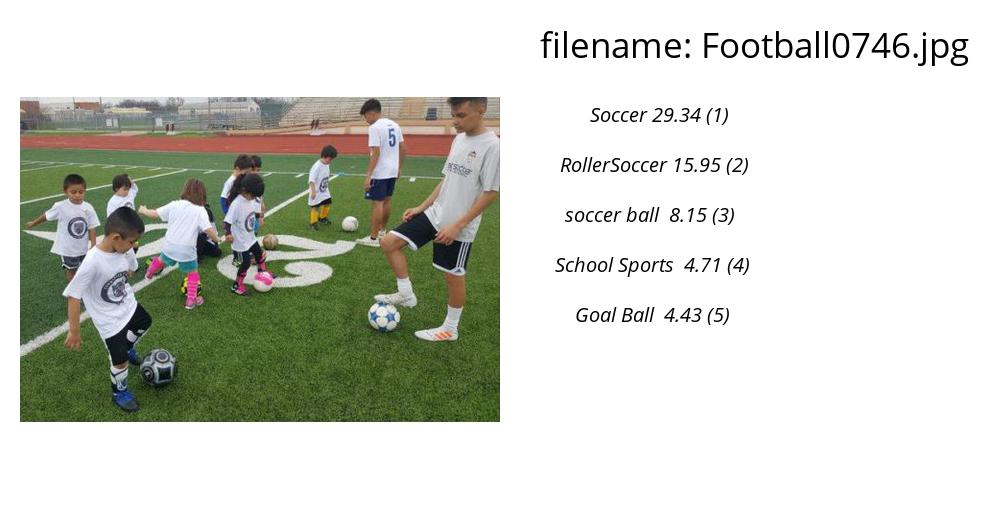 filename: Football0746.jpg
Soccer 29.34 (1)
RollerSoccer 15.95 (2)
soccer ball 8.15 (3)
School Sports 4.71 (4)
Goal Ball 4.43 (5)
5